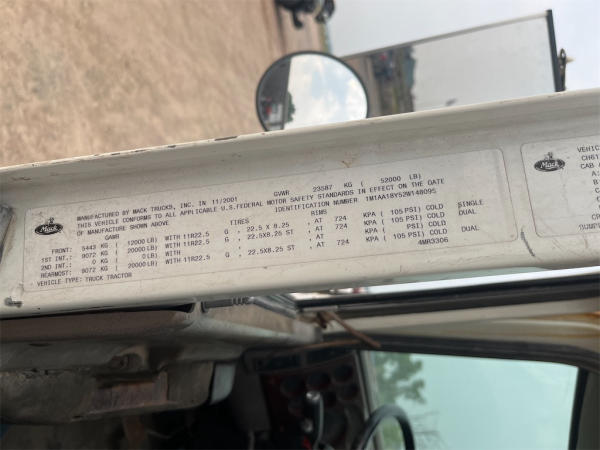 Mack
MANUFACTURED BY MACK TRUCKS, INC. IN 11/2001 GVWR 23587 KG ( 52000 LB)
THIS VEHICLE CONFORMS TO ALL APPLICABLE U.S.FEDERAL MOTOR SAFETY STANDARDS IN EFFECT ON THE DATE
OF MANUFACTURE SHOWN ABOVE IDENTIFICATION NUMBER 1M1AA18Y52W148095
GAWR TIRES RIMS
FRONT: 5443 KG ( 12000 LB) WITH 11R22.5 G , 22.5 X 8.25 , AT 724 KPA ( 105 PSI) COLD SINGLE
1ST INT.: 9072 KG ( 20000 LB) WITH 11R22.5 G , 22.5X8.25 ST , AT 724 KPA ( 105 PSI) COLD DUAL
2ND INT.: 0 KG ( 0 LB) WITH , AT KPA ( PSI) COLD
REARMOST: 9072 KG ( 20000 LB) WITH 11R22.5 G , 22.5X8.25 ST , AT 724 KPA ( 105 PSI) COLD DUAL
VEHICLE TYPE: TRUCK TRACTOR 4MR3306
Mack
VEHIC
CH61
CAB